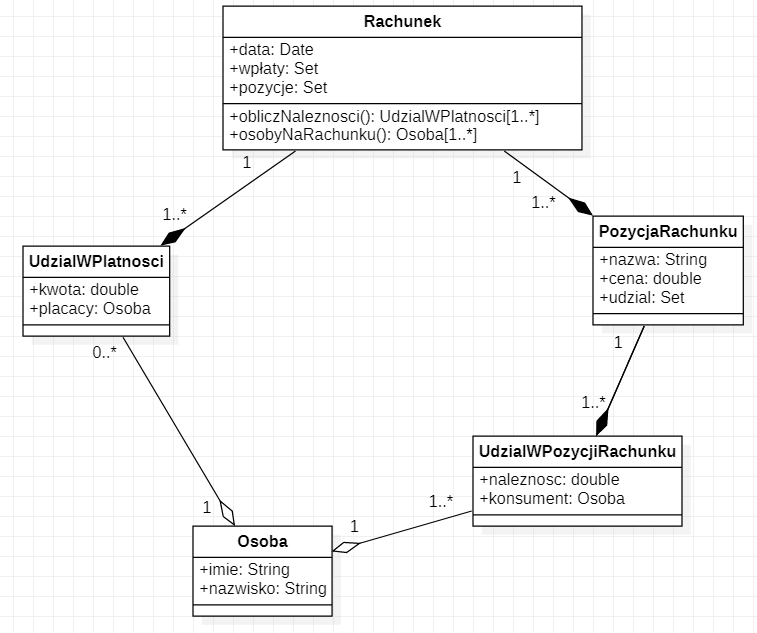 Rachunek
+data: Date
+wpłaty: Set
+pozycje: Set
+obliczNaleznosci(): UdzialWPlatnosci[1..*]
+osobyNaRachunku(): Osoba[1..*]
1
1
1..*
1..*
PozycjaRachunku
+nazwa: String
+cena: double
+udzial: Set
UdzialWPlatnosci
+kwota: double
+placacy: Osoba
0..*
1
1..*
UdzialWPozycjiRachunku
+naleznosc: double
+konsument: Osoba
1..*
1
1
Osoba
+imie: String
+nazwisko: String